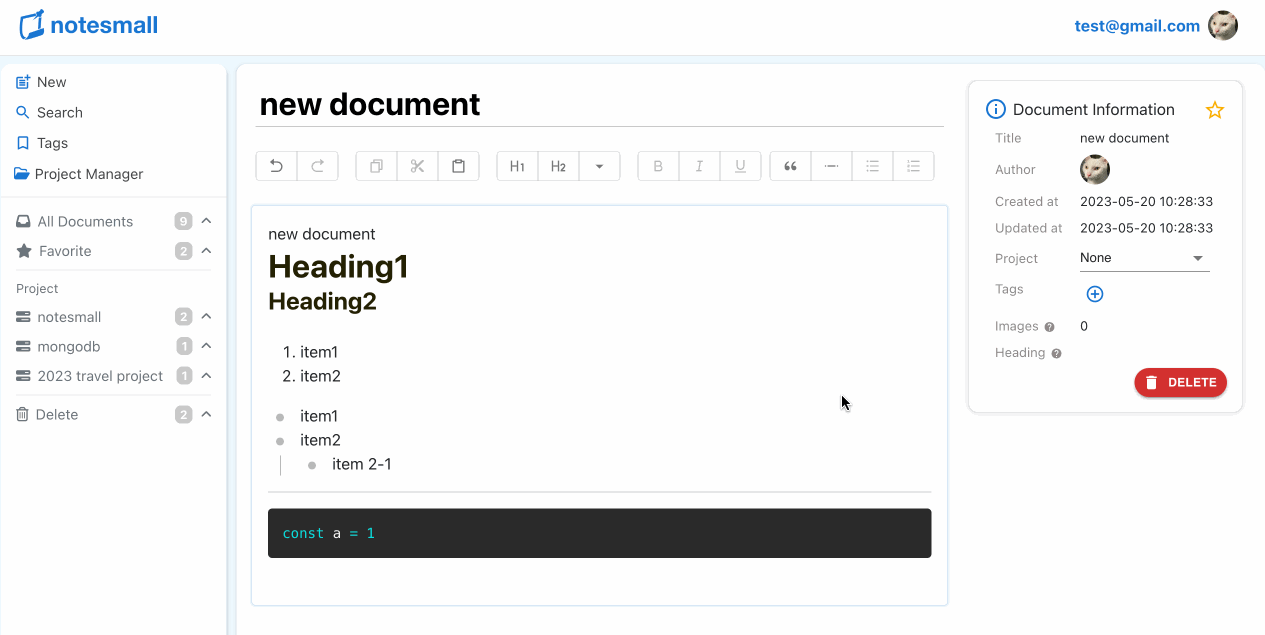 notesmall
test@gmail.com
New
Search
Tags
Project Manager
All Documents 9
Favorite 2
Project
notesmall 2
mongodb 1
2023 travel project 1
Delete 2
new document
H1 H2 B I U
new document
Heading1
Heading2
1. item1
2. item2
item1
item2
item 2-1
const a = 1
Document Information
Title new document
Author
Created at 2023-05-20 10:28:33
Updated at 2023-05-20 10:28:33
Project None
Tags
Images 0
Heading
DELETE